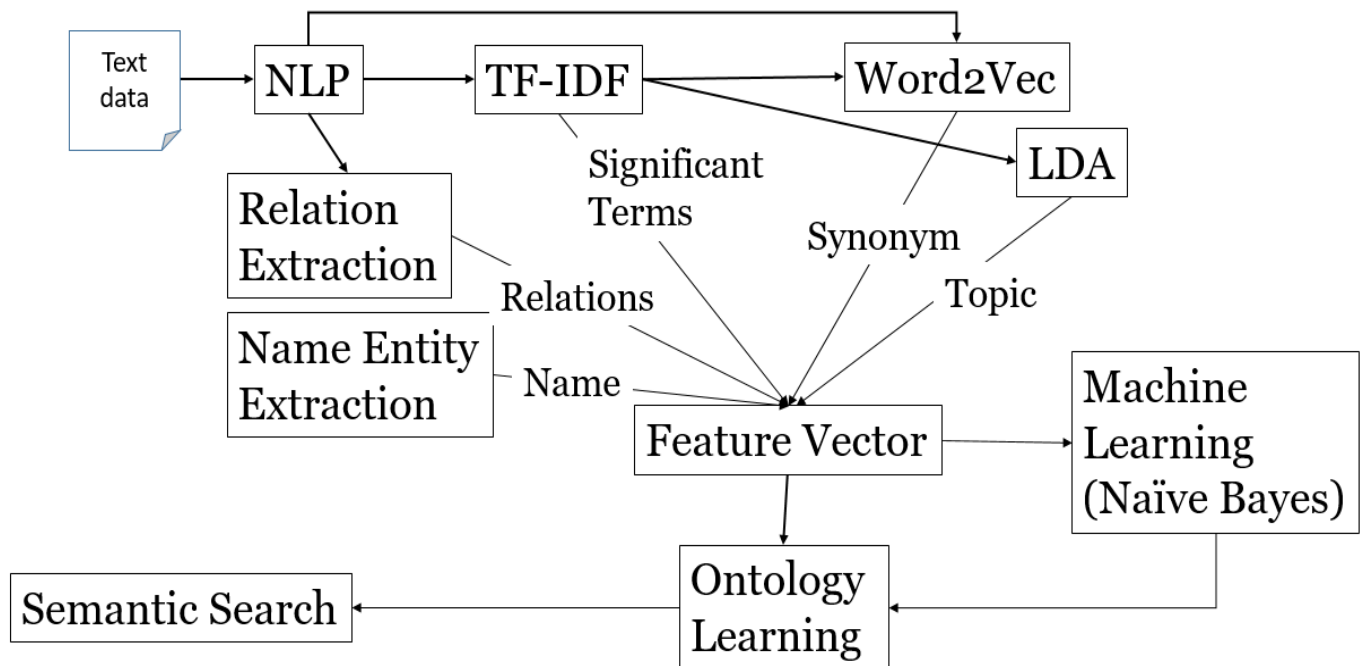 Text
data
NLP
TF-IDF
Word2Vec
LDA
Relation
Extraction
Significant
Terms
Synonym
Relations
Topic
Name Entity
Extraction
Name
Feature Vector
Machine
Learning
(Naïve Bayes)
Ontology
Learning
Semantic Search